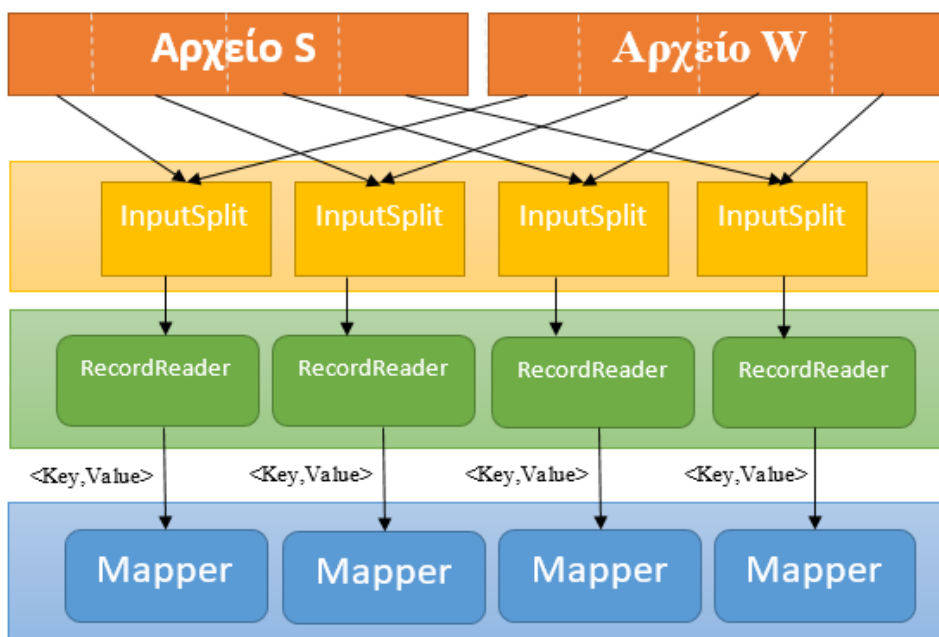 Αρχείο S
Αρχείο W
InputSplit
InputSplit
InputSplit
InputSplit
RecordReader
RecordReader
RecordReader
RecordReader
<Key,Value>
<Key,Value>
<Key,Value>
<Key,Value>
Mapper
Mapper
Mapper
Mapper